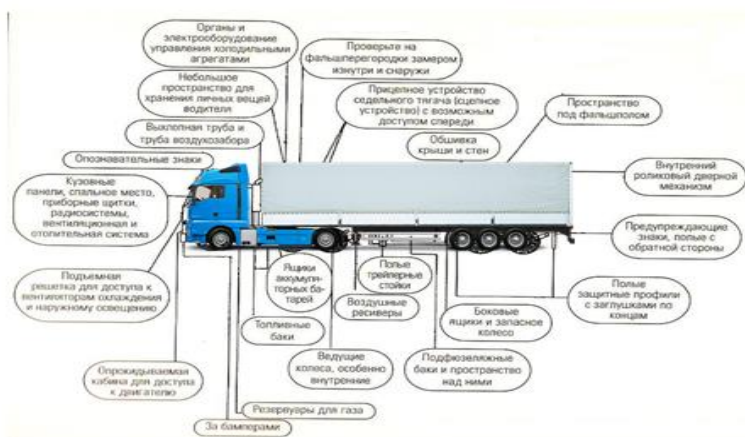 Органы и
электрооборудование
управления холодильными
агрегатами
Проверьте на
фальшперегородки замером
изнутри и снаружи
Небольшое
пространство для
хранения личных вещей
водителя
Прицепное устройство
седельного тягача (сцепное
устройство) с возможным
доступом спереди
Пространство
под фальшполом
Выхлопная труба и
труба воздухозабора
Обшивка
крыши и стен
Опознавательные знаки
Внутренний
роликовый дверной
механизм
Кузовные
панели, спальное место,
приборные щитки,
радиосистемы,
вентиляционная и
отопительная система
Предупреждающие
знаки, полые с
обратной стороны
Подъемная
решетка для доступа к
вентиляторам охлаждения
и наружному освещению
Ящики
аккумуля-
торных ба-
тарей
Полые
трейлерные
стойки
Воздушные
ресиверы
Полые
защитные профили
с заглушками по
концам
Боковые
ящики и запасное
колесо
Топливные
баки
Ведущие
колеса, особенно
внутренние
Подфюзеляжные
баки и пространство
над ними
Опрокидываемая
кабина для доступа
к двигателю
Резервуары для газа
За бамперами